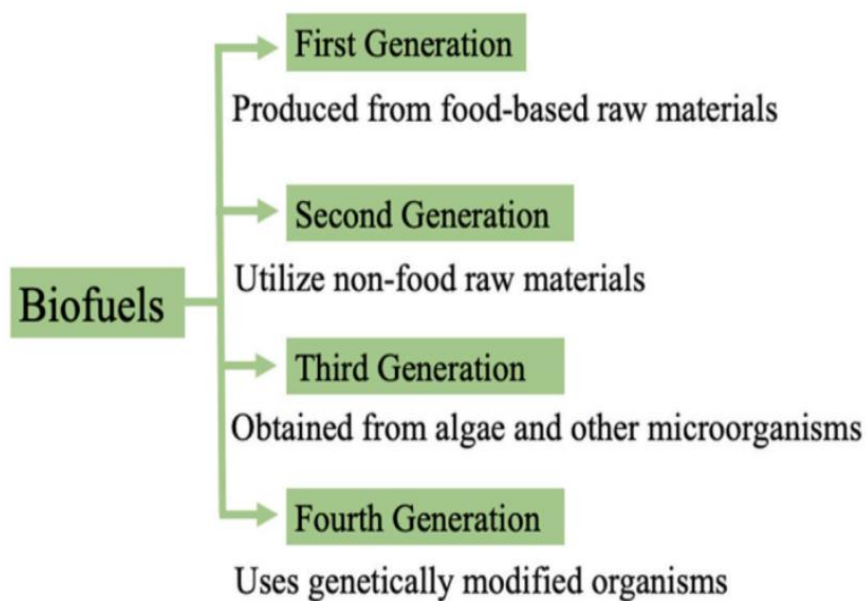 First Generation
Produced from food-based raw materials
Second Generation
Utilize non-food raw materials
Biofuels
Third Generation
Obtained from algae and other microorganisms
Fourth Generation
Uses genetically modified organisms